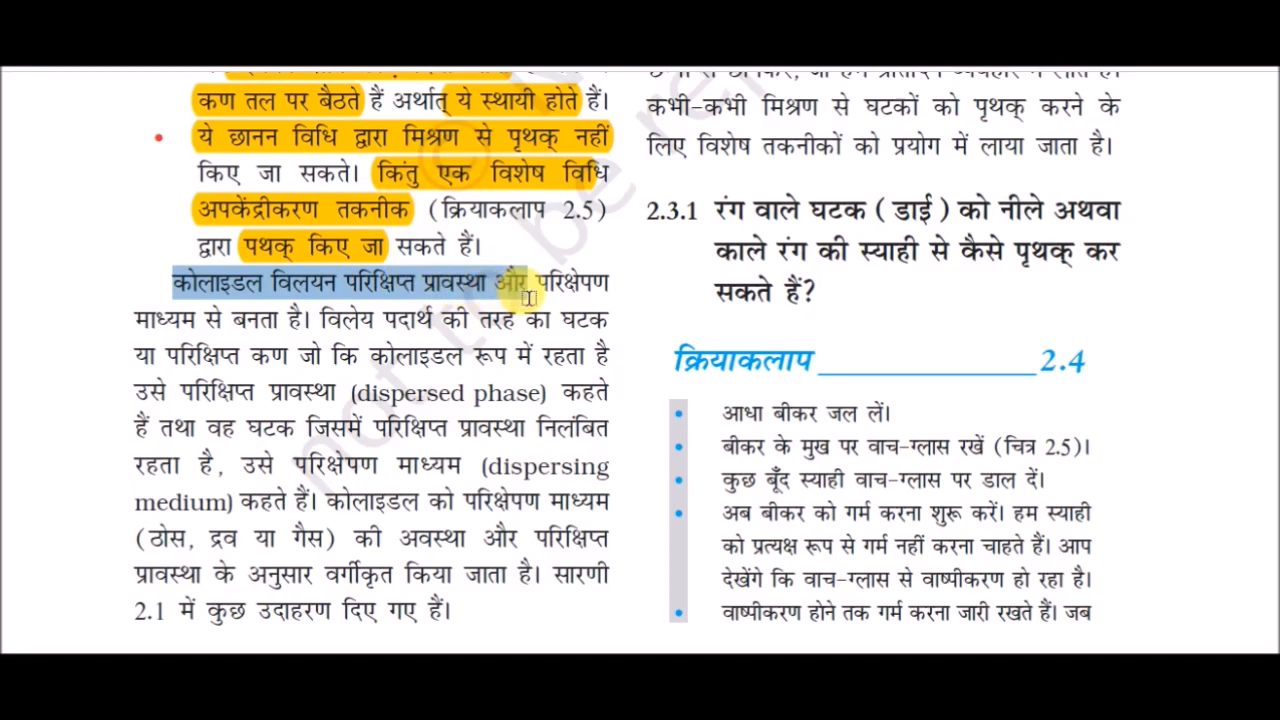 कण तल पर बैठते हैं अर्थात् ये स्थायी होते हैं।
• ये छानन विधि द्वारा मिश्रण से पृथक् नहीं
किए जा सकते। किंतु एक विशेष विधि
अपकेंद्रीकरण तकनीक (क्रियाकलाप 2.5)
द्वारा पृथक् किए जा सकते हैं।
कोलाइडल विलयन परिक्षिप्त प्रावस्था और परिक्षेपण
माध्यम से बनता है। विलेय पदार्थ की तरह का घटक
या परिक्षिप्त कण जो कि कोलाइडल रूप में रहता है
उसे परिक्षिप्त प्रावस्था (dispersed phase) कहते
हैं तथा वह घटक जिसमें परिक्षिप्त प्रावस्था निलंबित
रहता है, उसे परिक्षेपण माध्यम (dispersing
medium) कहते हैं। कोलाइडल को परिक्षेपण माध्यम
(ठोस, द्रव या गैस) की अवस्था और परिक्षिप्त
प्रावस्था के अनुसार वर्गीकृत किया जाता है। सारणी
2.1 में कुछ उदाहरण दिए गए हैं।
कभी-कभी मिश्रण से घटकों को पृथक् करने के
लिए विशेष तकनीकों को प्रयोग में लाया जाता है।
2.3.1 रंग वाले घटक (डाई) को नीले अथवा
काले रंग की स्याही से कैसे पृथक् कर
सकते हैं?
क्रियाकलाप 2.4
• आधा बीकर जल लें।
• बीकर के मुख पर वाच-ग्लास रखें (चित्र 2.5)।
• कुछ बूँद स्याही वाच-ग्लास पर डाल दें।
• अब बीकर को गर्म करना शुरू करें। हम स्याही
को प्रत्यक्ष रूप से गर्म नहीं करना चाहते हैं। आप
देखेंगे कि वाच-ग्लास से वाष्पीकरण हो रहा है।
• वाष्पीकरण होने तक गर्म करना जारी रखते हैं। जब
not to be re